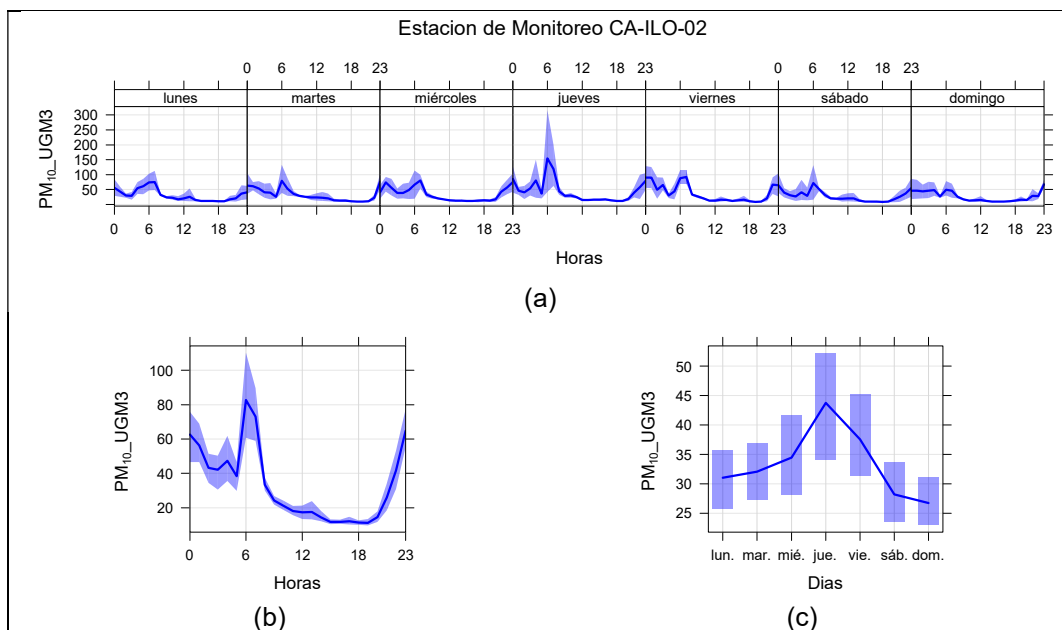 Estacion de Monitoreo CA-ILO-02
0 6 12 18 23 0 6 12 18 23 0 6 12 18 23
lunes martes miércoles jueves viernes sábado domingo
PM₁₀_UGM3
300
250
200
150
100
50
0 6 12 18 23 0 6 12 18 23 0 6 12 18 23 0 6 12 18 23
Horas
(a)
PM₁₀_UGM3
100
80
60
40
20
0 6 12 18 23
Horas
(b)
PM₁₀_UGM3
50
45
40
35
30
25
lun. mar. mié. jue. vie. sáb. dom.
Dias
(c)